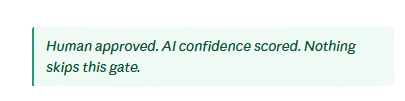 Human approved. AI confidence scored. Nothing
skips this gate.